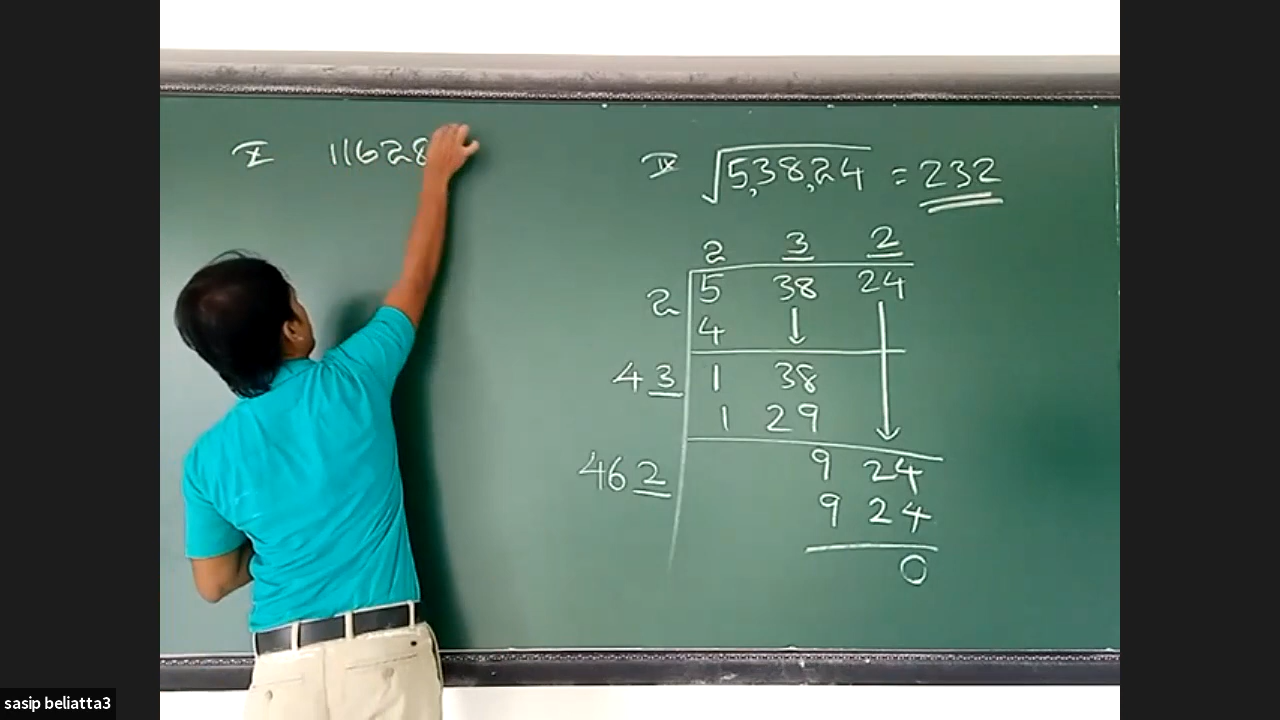 V 11628
IV √5,38,24 = 232
2 3 2
2 5 38 24
4 ↓
43 1 38
1 29
462 9 24
9 24
0
sasip beliatta3